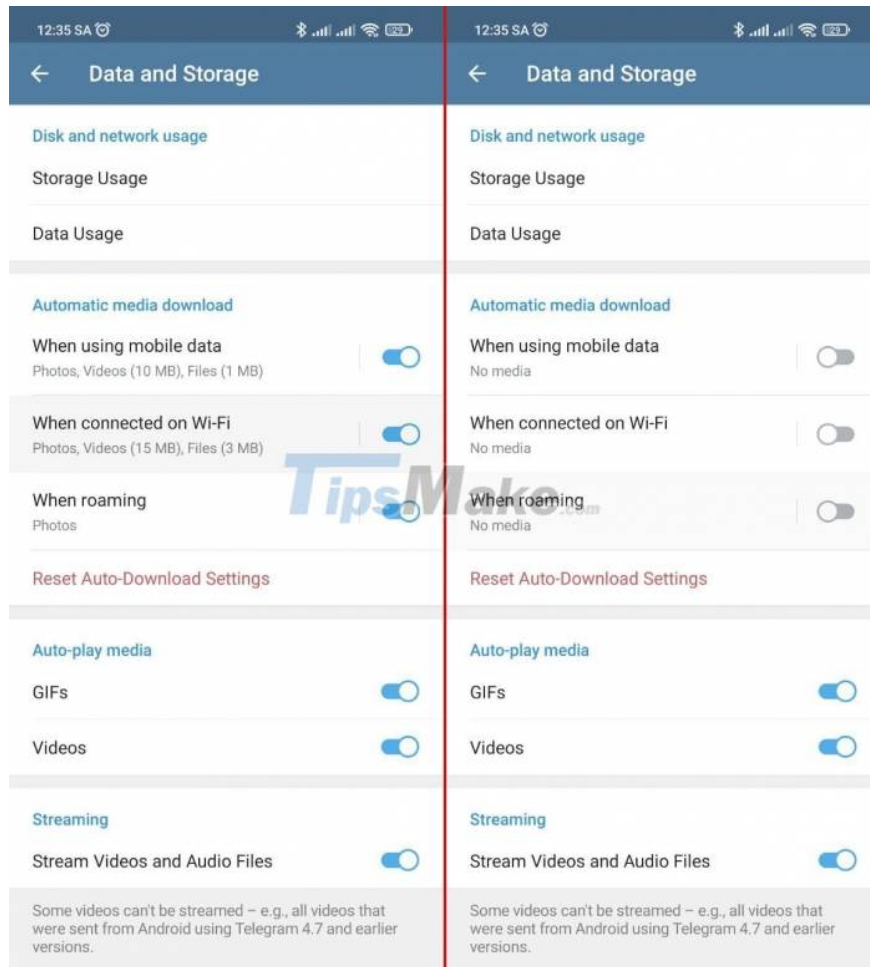 12:35 SA
29
Data and Storage
Disk and network usage
Storage Usage
Data Usage
Automatic media download
When using mobile data
Photos, Videos (10 MB), Files (1 MB)
When connected on Wi-Fi
Photos, Videos (15 MB), Files (3 MB)
When roaming
Photos
Reset Auto-Download Settings
Auto-play media
GIFs
Videos
Streaming
Stream Videos and Audio Files
Some videos can't be streamed – e.g., all videos that
were sent from Android using Telegram 4.7 and earlier
versions.
12:35 SA
29
Data and Storage
Disk and network usage
Storage Usage
Data Usage
Automatic media download
When using mobile data
No media
When connected on Wi-Fi
No media
When roaming
No media
Reset Auto-Download Settings
Auto-play media
GIFs
Videos
Streaming
Stream Videos and Audio Files
Some videos can't be streamed – e.g., all videos that
were sent from Android using Telegram 4.7 and earlier
versions.
TipsMake.com